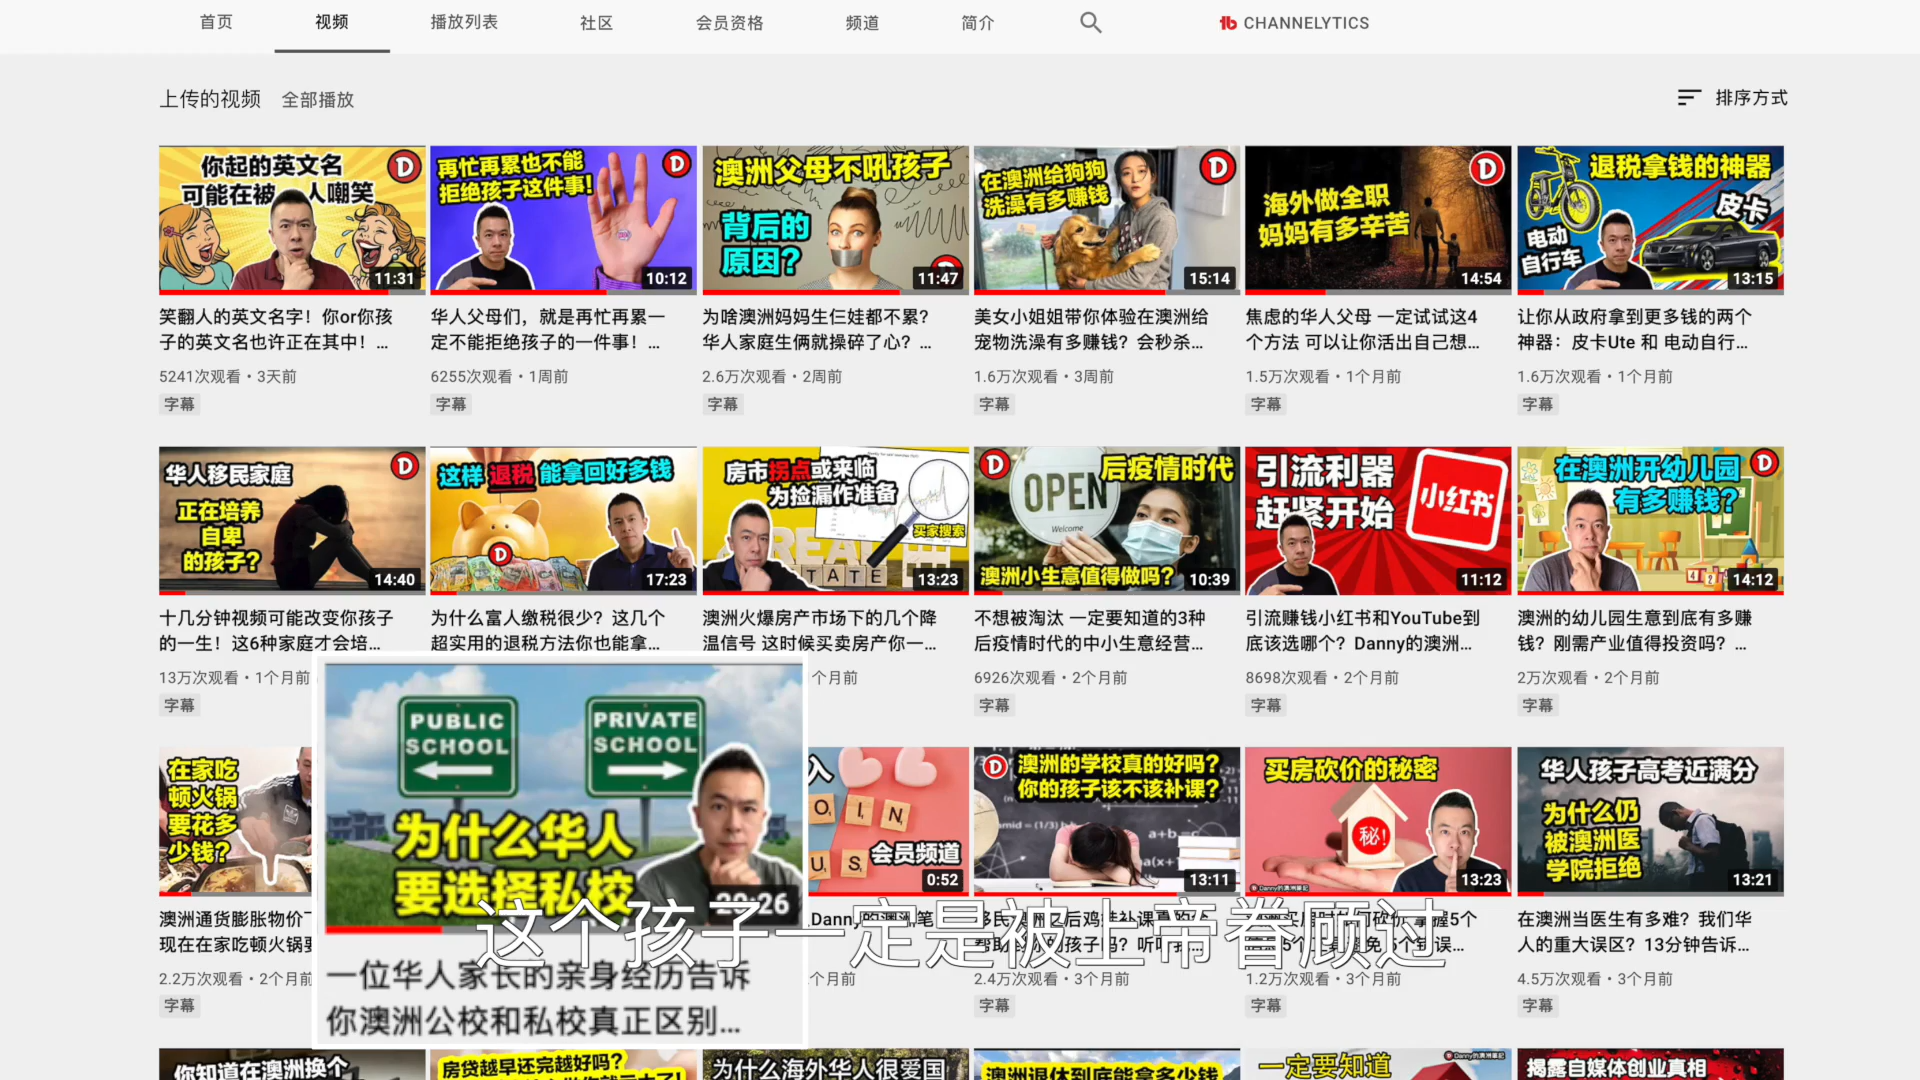 首页
视频
播放列表
社区
会员资格
频道
简介
CHANNELYTICS
上传的视频
全部播放
排序方式
你起的英文名
可能在被 人嘲笑
D
11:31
再忙再累也不能
拒绝孩子这件事!
D
10:12
澳洲父母不吼孩子
背后的
原因?
11:47
在澳洲给狗狗
洗澡有多赚钱
D
15:14
海外做全职
妈妈有多辛苦
D
14:54
退税拿钱的神器
皮卡
电动
自行车
13:15
笑翻人的英文名字！你or你孩
子的英文名也许正在其中！...
5241次观看・3天前
字幕
华人父母们，就是再忙再累一
定不能拒绝孩子的一件事！...
6255次观看・1周前
字幕
为啥澳洲妈妈生仨娃都不累？
华人家庭生俩就操碎了心？...
2.6万次观看・2周前
字幕
美女小姐姐带你体验在澳洲给
宠物洗澡有多赚钱？会秒杀...
1.6万次观看・3周前
字幕
焦虑的华人父母 一定试试这4
个方法 可以让你活出自己想...
1.5万次观看・1个月前
字幕
让你从政府拿到更多钱的两个
神器：皮卡Ute 和 电动自行...
1.6万次观看・1个月前
字幕
华人移民家庭
正在培养
自卑
的孩子?
D
14:40
这样 退税 能拿回好多钱
D
17:23
房市拐点或来临
为捡漏作准备
买家搜索
13:23
D
OPEN
Welcome
后疫情时代
澳洲小生意值得做吗?
10:39
引流利器
赶紧开始
小红书
11:12
在澳洲开幼儿园
有多赚钱?
D
14:12
十几分钟视频可能改变你孩子
的一生！这6种家庭才会培...
13万次观看・1个月前
字幕
为什么富人缴税很少？这几个
超实用的退税方法你也能拿...
澳洲火爆房产市场下的几个降
温信号 这时候买卖房产你一...
个月前
不想被淘汰 一定要知道的3种
后疫情时代的中小生意经营...
6926次观看・2个月前
字幕
引流赚钱小红书和YouTube到
底该选哪个？Danny的澳洲...
8698次观看・2个月前
字幕
澳洲的幼儿园生意到底有多赚
钱？刚需产业值得投资吗？...
2万次观看・2个月前
字幕
在家吃
顿火锅
要花多
少钱?
PUBLIC
SCHOOL
PRIVATE
SCHOOL
为什么华人
要选择私校
20:26
一位华人家长的亲身经历告诉
你澳洲公校和私校真正区别...
入
OIN
US
会员频道
0:52
D
澳洲的学校真的好吗?
你的孩子该不该补课?
13:11
买房砍价的秘密
秘!
Danny的澳洲笔记
13:23
华人孩子高考近满分
为什么仍
被澳洲医
学院拒绝
13:21
澳洲通货膨胀物价
现在在家吃顿火锅要
2.2万次观看・2个月前
字幕
个月前
2.4万次观看・3个月前
字幕
1.2万次观看・3个月前
字幕
在澳洲当医生有多难？我们华
人的重大误区？13分钟告诉...
4.5万次观看・3个月前
字幕
这个孩子一定是被上帝眷顾过
你知道在澳洲换个
房贷越早还完越好吗?
为什么海外华人很爱国
澳洲退休到底能拿多少钱
一定要知道
Danny的澳洲笔记
揭露自媒体创业真相